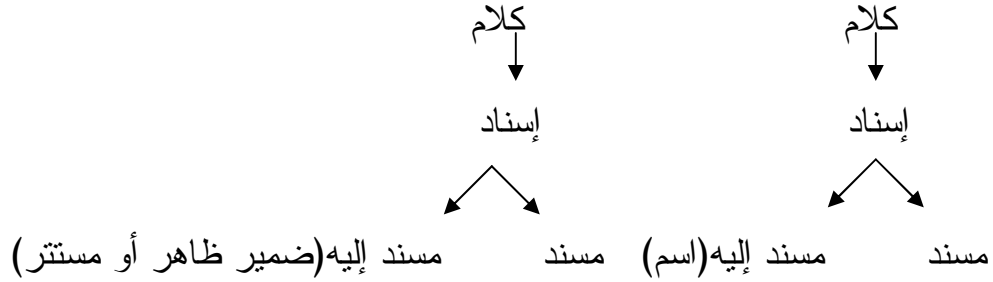 كلام كلام
إسناد إسناد
مسند مسند إليه(اسم) مسند مسند إليه(ضمير ظاهر أو مستتر)